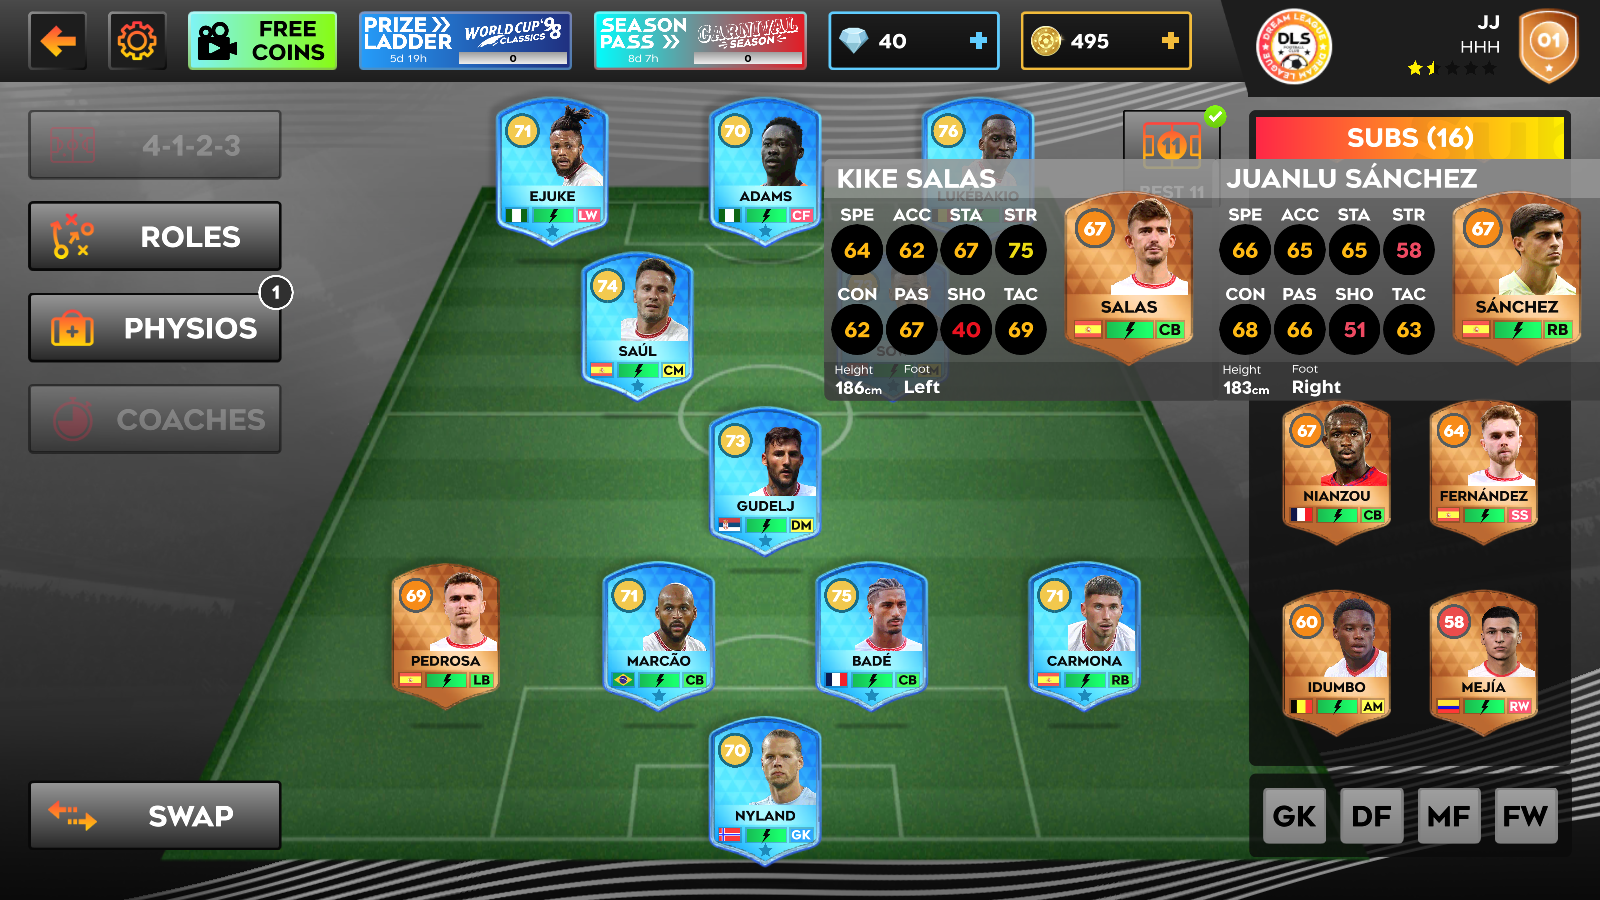 FREE
COINS
PRIZE
LADDER
5d 19h
WORLD CUP '98
CLASSICS
0
SEASON
PASS
8d 7h
CARNIVAL
SEASON
0
40
495
DREAM LEAGUE
DLS
JJ
HHH
01
4-1-2-3
ROLES
PHYSIOS
1
COACHES
SWAP
11
BEST 11
SUBS (16)
71
EJUKE
LW
70
ADAMS
CF
76
LUKÉBAKIO
74
SAÚL
CM
KIKE SALAS
SPE ACC STA STR
64 62 67 75
CON PAS SHO TAC
62 67 40 69
Height Foot
186cm Left
67
SALAS
CB
JUANLU SÁNCHEZ
SPE ACC STA STR
66 65 65 58
CON PAS SHO TAC
68 66 51 63
Height Foot
183cm Right
67
SÁNCHEZ
RB
73
GUDELJ
DM
69
PEDROSA
LB
71
MARCÃO
CB
75
BADÉ
CB
71
CARMONA
RB
70
NYLAND
GK
67
NIANZOU
CB
64
FERNÁNDEZ
SS
60
IDUMBO
AM
58
MEJÍA
RW
GK DF MF FW